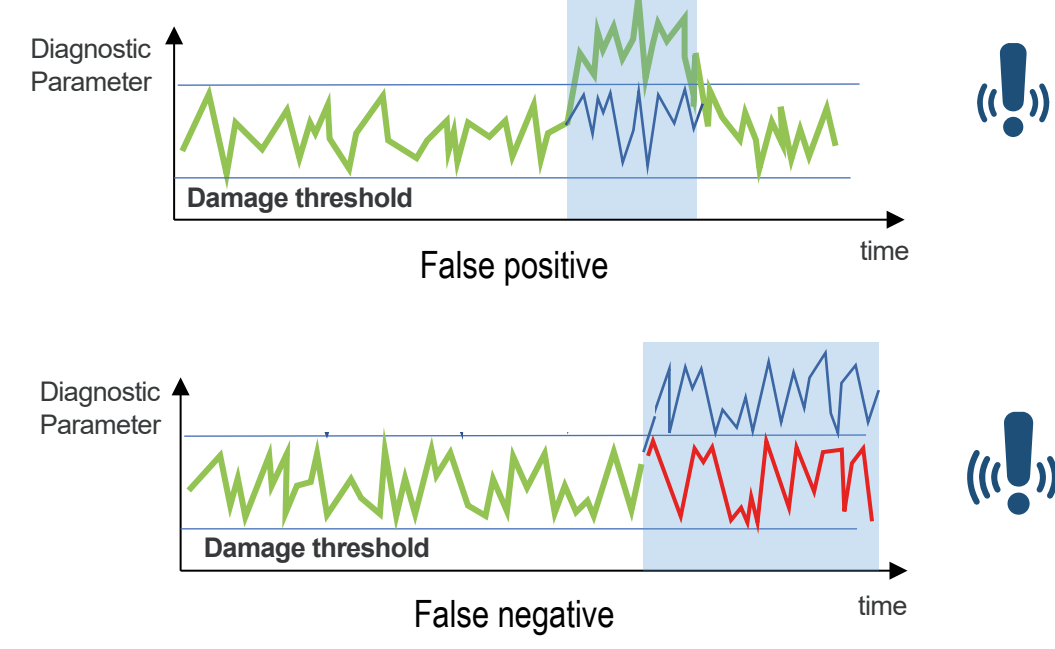 Diagnostic
Parameter
Damage threshold
time
False positive
Diagnostic
Parameter
Damage threshold
time
False negative